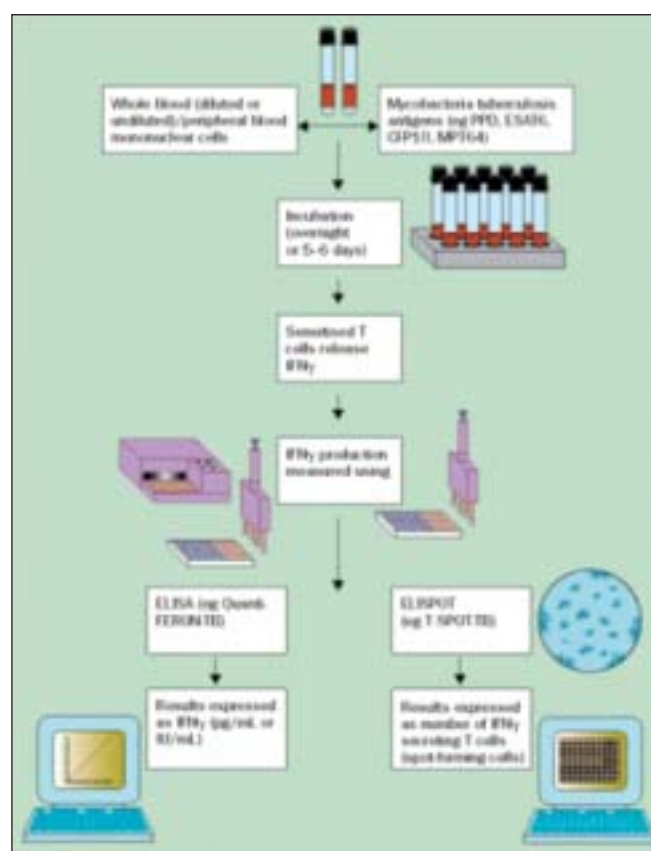 Whole blood (diluted or
undiluted)/peripheral blood
mononuclear cells
Mycobacteria tuberculosis
antigens (eg PPD, ESAT6,
CFP10, MPT64)
Incubation
(overnight
or 5–6 days)
Sensitised T
cells release
IFNγ
IFNγ production
measured using
ELISA (eg Quanti-
FERON-TB)
ELISPOT
(eg T SPOT-TB)
Results expressed
as IFNγ (pg/mL or
IU/mL)
Results expressed
as number of IFNγ
secreting T cells
(spot-forming cells)